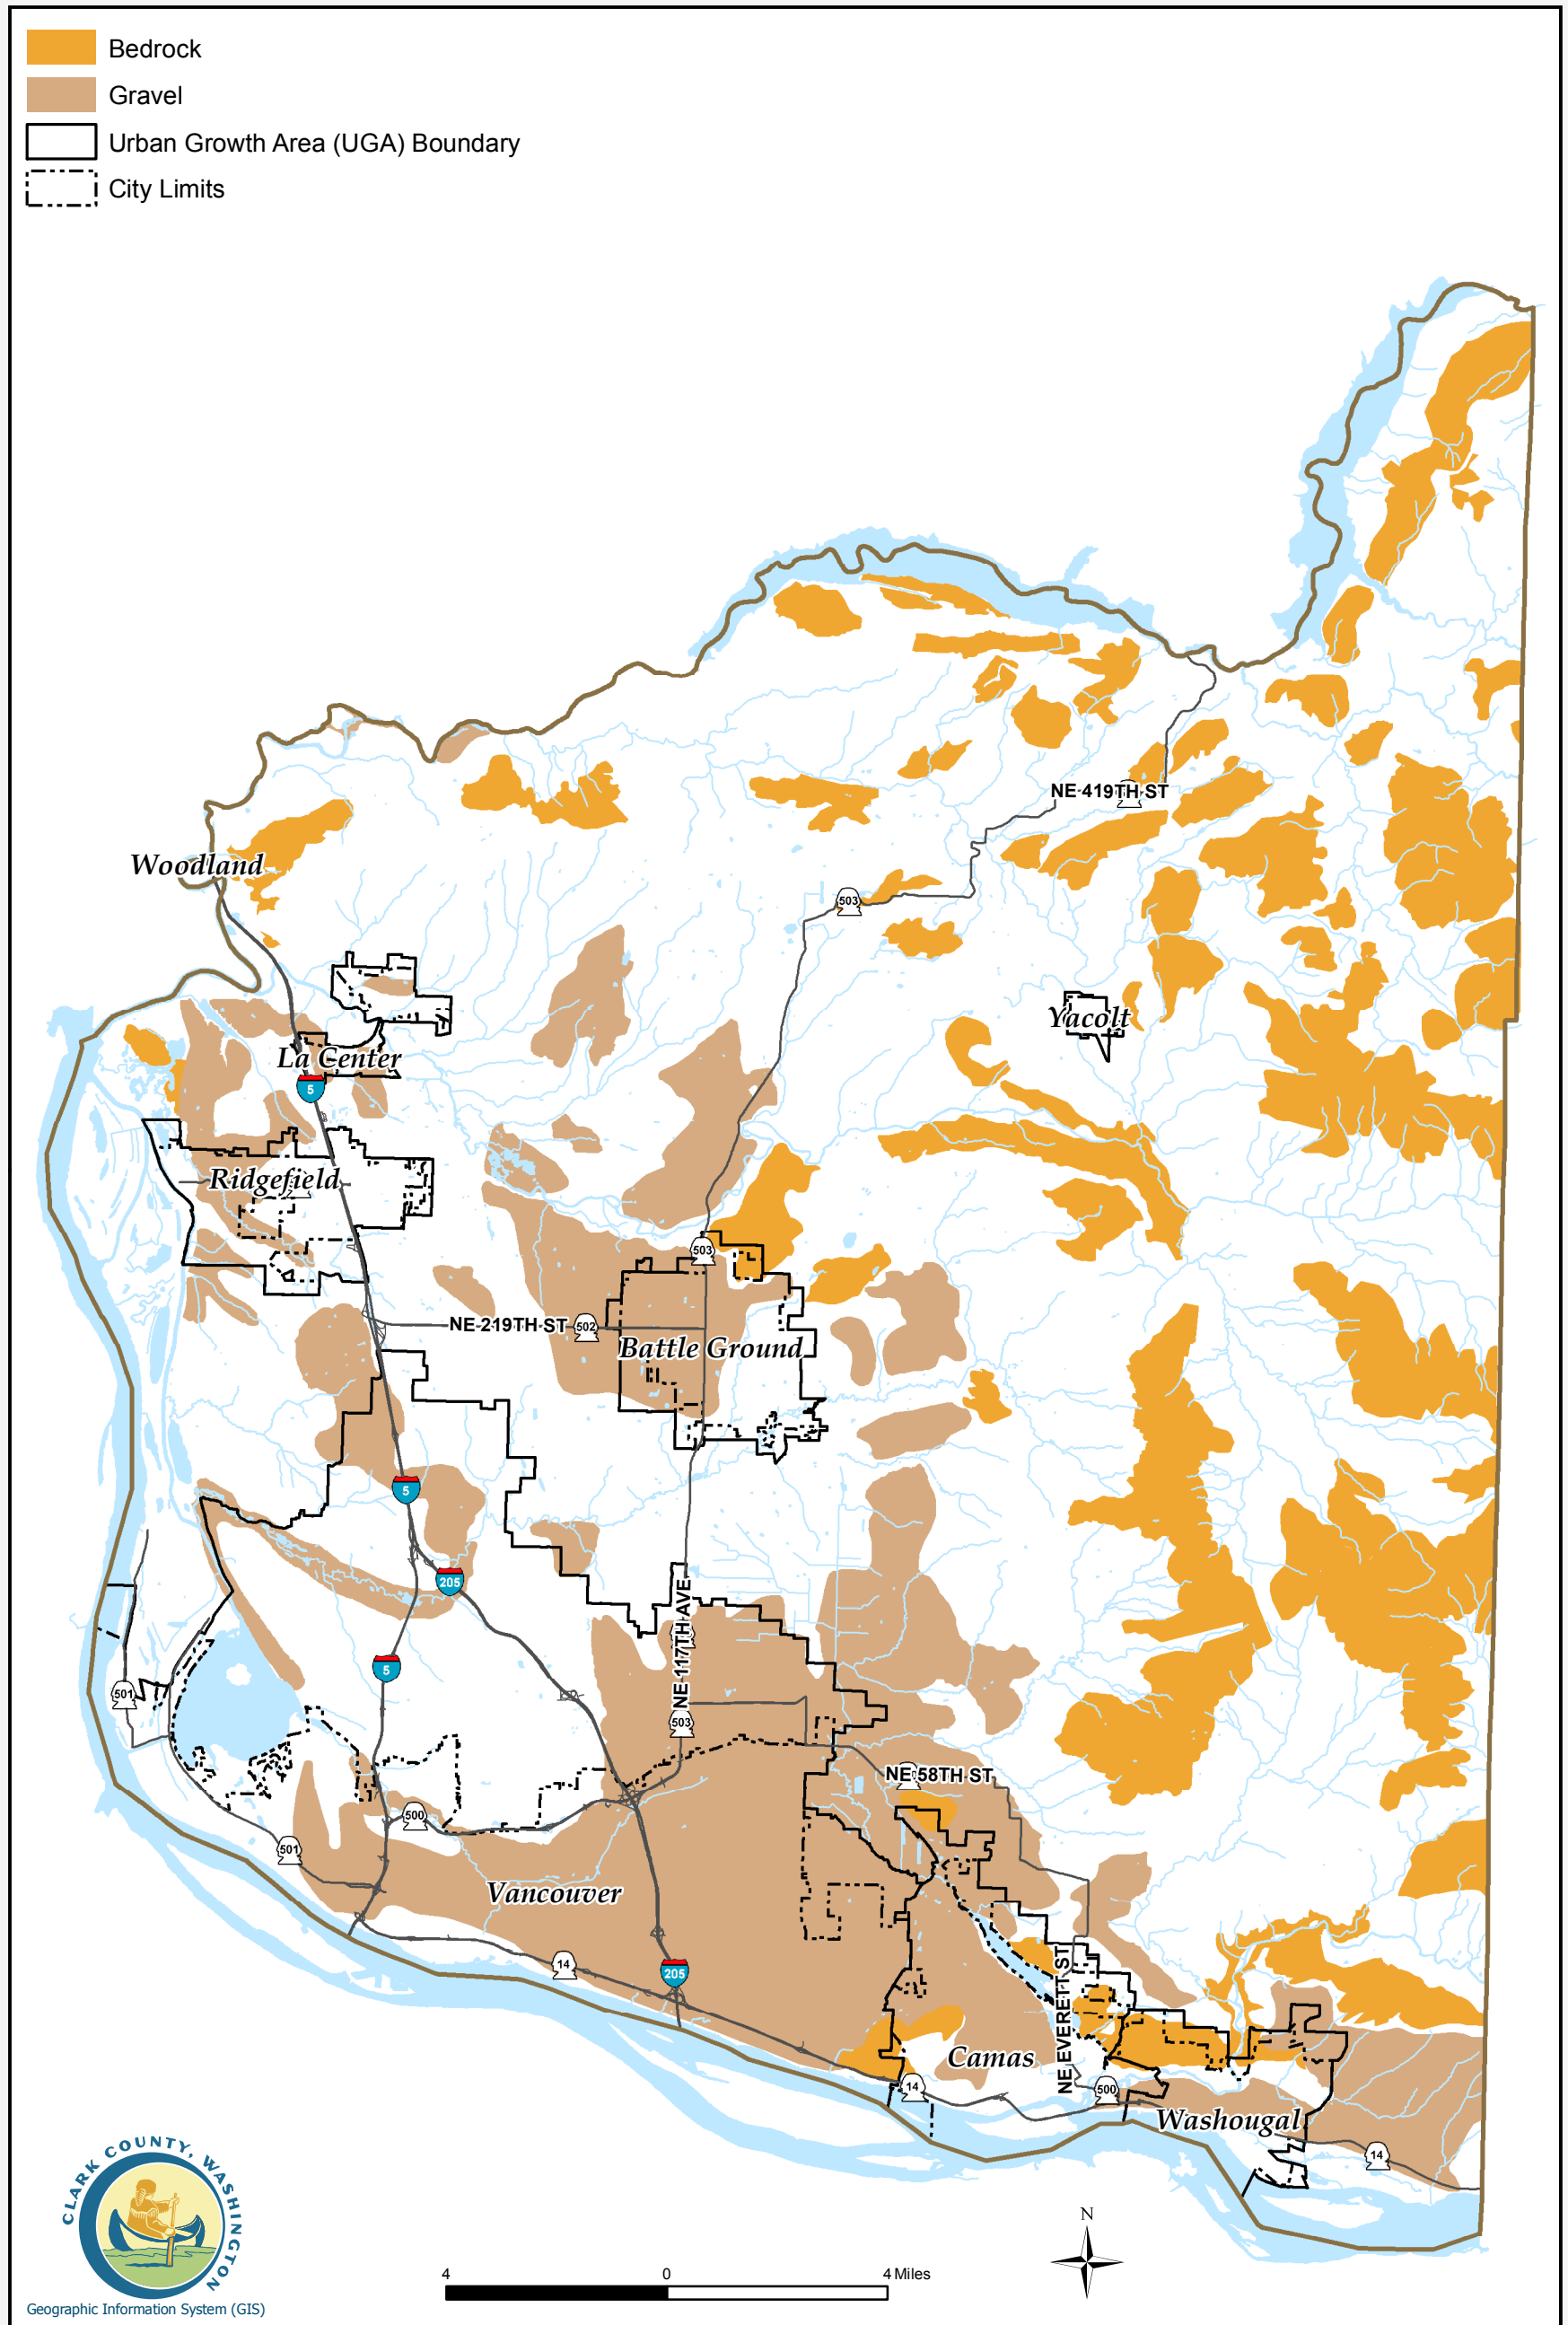 Bedrock
Gravel
Urban Growth Area (UGA) Boundary
City Limits
NE 419TH ST
Woodland
503
Yacolt
La Center
5
Ridgefield
503
NE 219TH ST
502
Battle Ground
5
205
NE 117TH AVE
5
501
503
NE 58TH ST
500
501
Vancouver
14
205
NE EVERETT ST
Camas
14
500
Washougal
14
CLARK COUNTY, WASHINGTON
Geographic Information System (GIS)
N
4 0 4 Miles